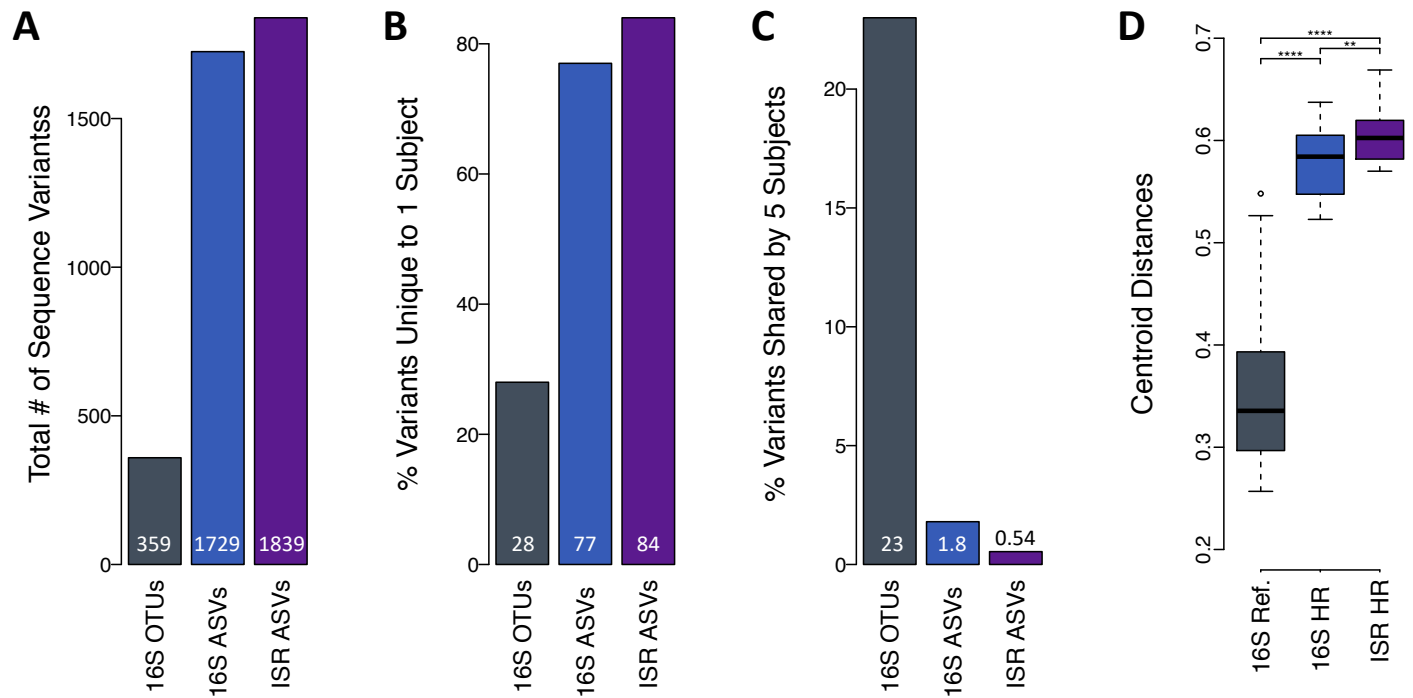 A
Total # of Sequence Variantss
1500
1000
500
0
359
1729
1839
16S OTUs
16S ASVs
ISR ASVs
B
% Variants Unique to 1 Subject
80
60
40
20
0
28
77
84
16S OTUs
16S ASVs
ISR ASVs
C
% Variants Shared by 5 Subjects
20
15
10
5
0
23
1.8
0.54
16S OTUs
16S ASVs
ISR ASVs
D
Centroid Distances
0.7
0.6
0.5
0.4
0.3
0.2
****
****
**
16S Ref.
16S HR
ISR HR